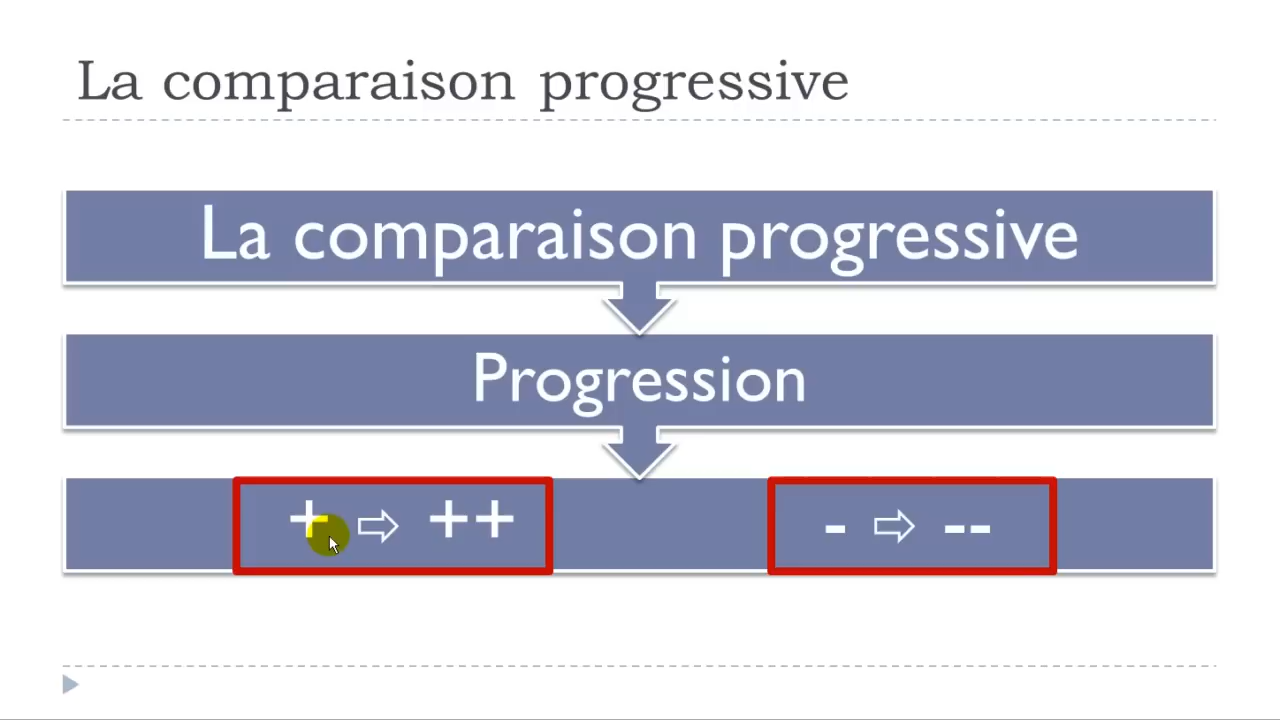 La comparaison progressive
La comparaison progressive
Progression
+ ⇨ ++ - ⇨ --